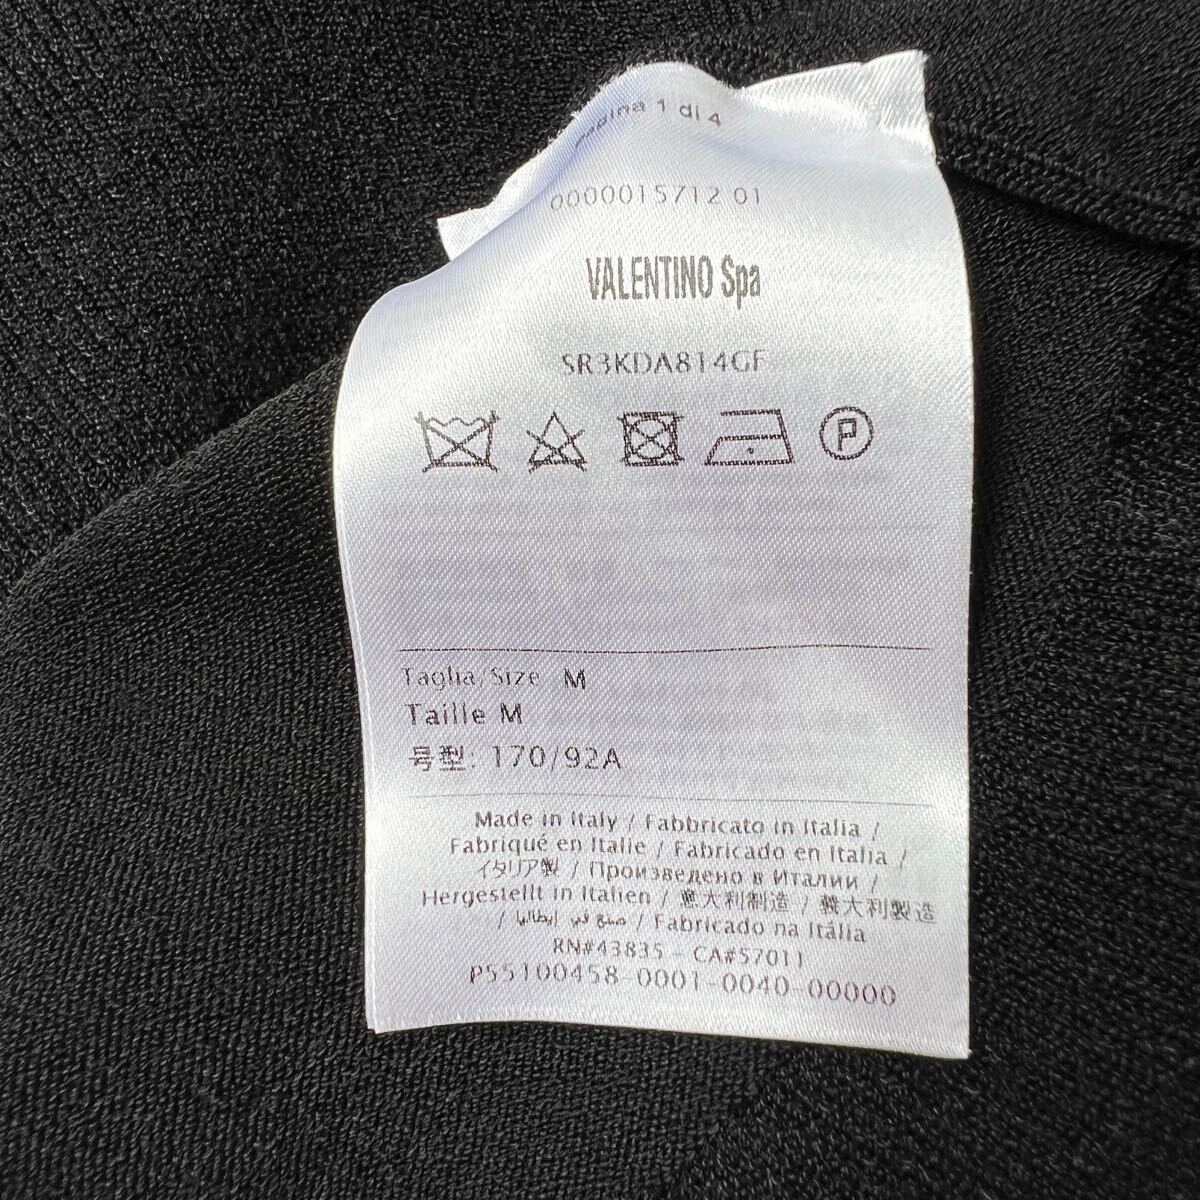 pagina 1 di 4
0000015712 01
VALENTINO Spa
SR3KDA814GF
P
Taglia/Size M
Taille M
号型: 170/92A
Made in Italy / Fabbricato in Italia /
Fabriqué en Italie / Fabricado en Italia /
イタリア製 / Произведено в Италии /
Hergestellt in Italien / 意大利制造 / 義大利製造
/ صنع في إيطاليا / Fabricado na Itália
RN#43835 - CA#57011
P55100458-0001-0040-00000